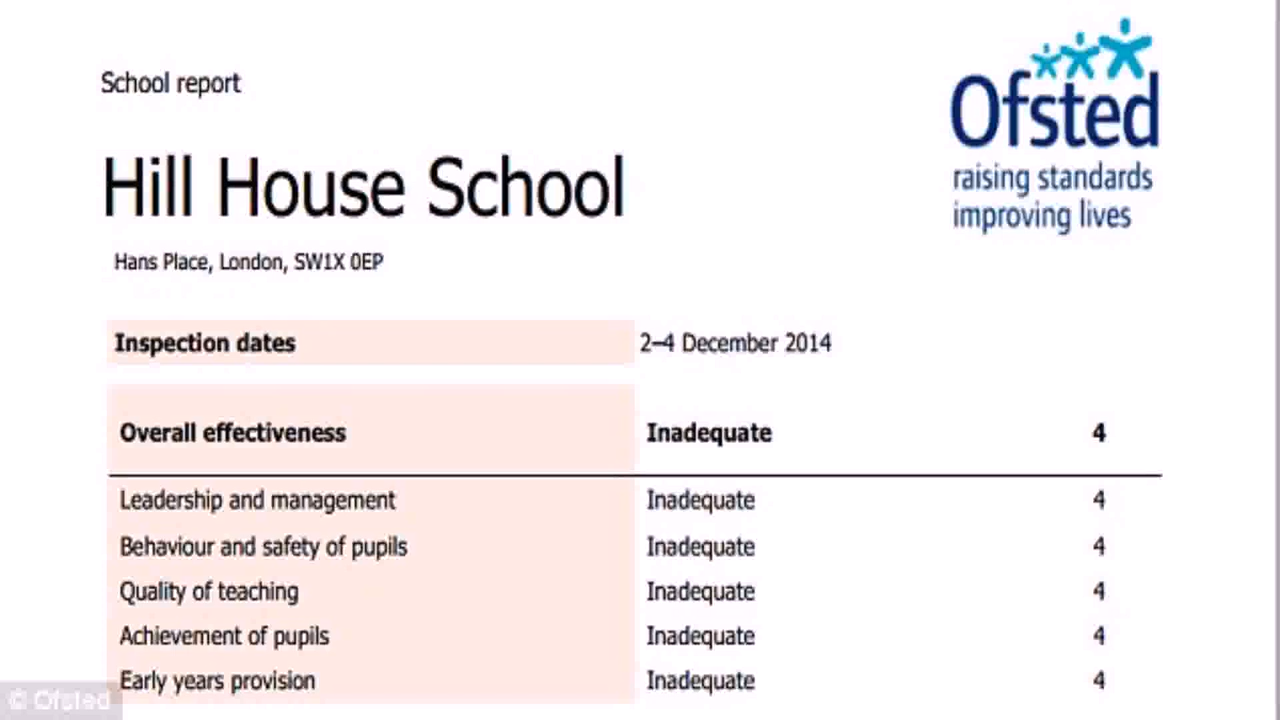 School report
Ofsted
raising standards
improving lives
Hill House School
Hans Place, London, SW1X 0EP
Inspection dates 2–4 December 2014
Overall effectiveness Inadequate 4
Leadership and management Inadequate 4
Behaviour and safety of pupils Inadequate 4
Quality of teaching Inadequate 4
Achievement of pupils Inadequate 4
Early years provision Inadequate 4
© Ofsted